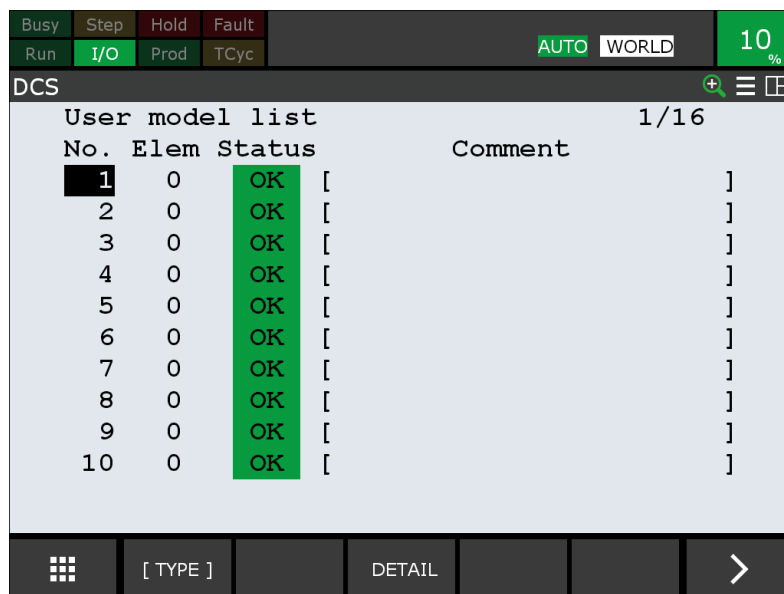 Busy Step Hold Fault
Run I/O Prod TCyc AUTO WORLD 10 %
DCS
User model list 1/16
No. Elem Status Comment
1 0 OK [ ]
2 0 OK [ ]
3 0 OK [ ]
4 0 OK [ ]
5 0 OK [ ]
6 0 OK [ ]
7 0 OK [ ]
8 0 OK [ ]
9 0 OK [ ]
10 0 OK [ ]
[ TYPE ] DETAIL >